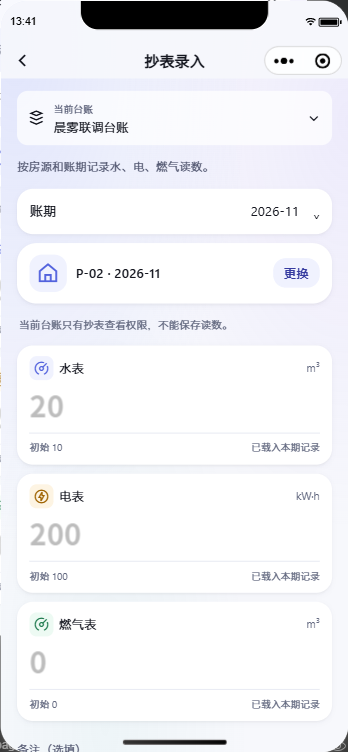 13:41
抄表录入
当前台账
晨雾联调台账
按房源和账期记录水、电、燃气读数。
账期 2026-11
P-02 · 2026-11 更换
当前台账只有抄表查看权限，不能保存读数。
水表 m³
20
初始 10 已载入本期记录
电表 kW·h
200
初始 100 已载入本期记录
燃气表 m³
0
初始 0 已载入本期记录
备注（选填）